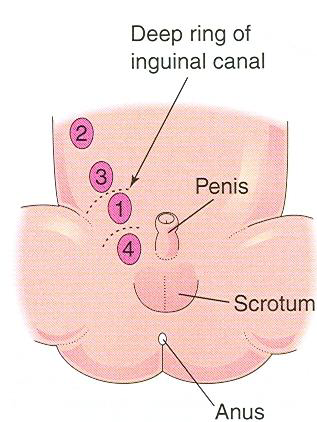 Deep ring of
inguinal canal
2
3
1
Penis
4
Scrotum
Anus